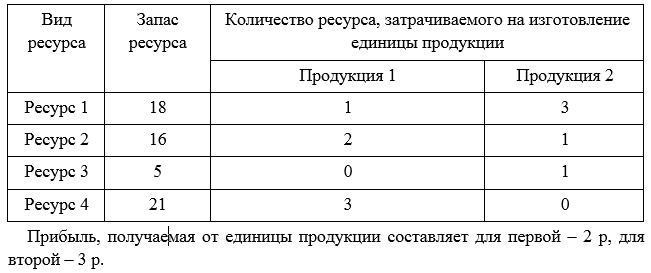 Вид ресурса
Запас ресурса
Количество ресурса, затрачиваемого на изготовление
единицы продукции
Продукция 1
Продукция 2
Ресурс 1 18 1 3
Ресурс 2 16 2 1
Ресурс 3 5 0 1
Ресурс 4 21 3 0
Прибыль, получаемая от единицы продукции составляет для первой – 2 р, для
второй – 3 р.